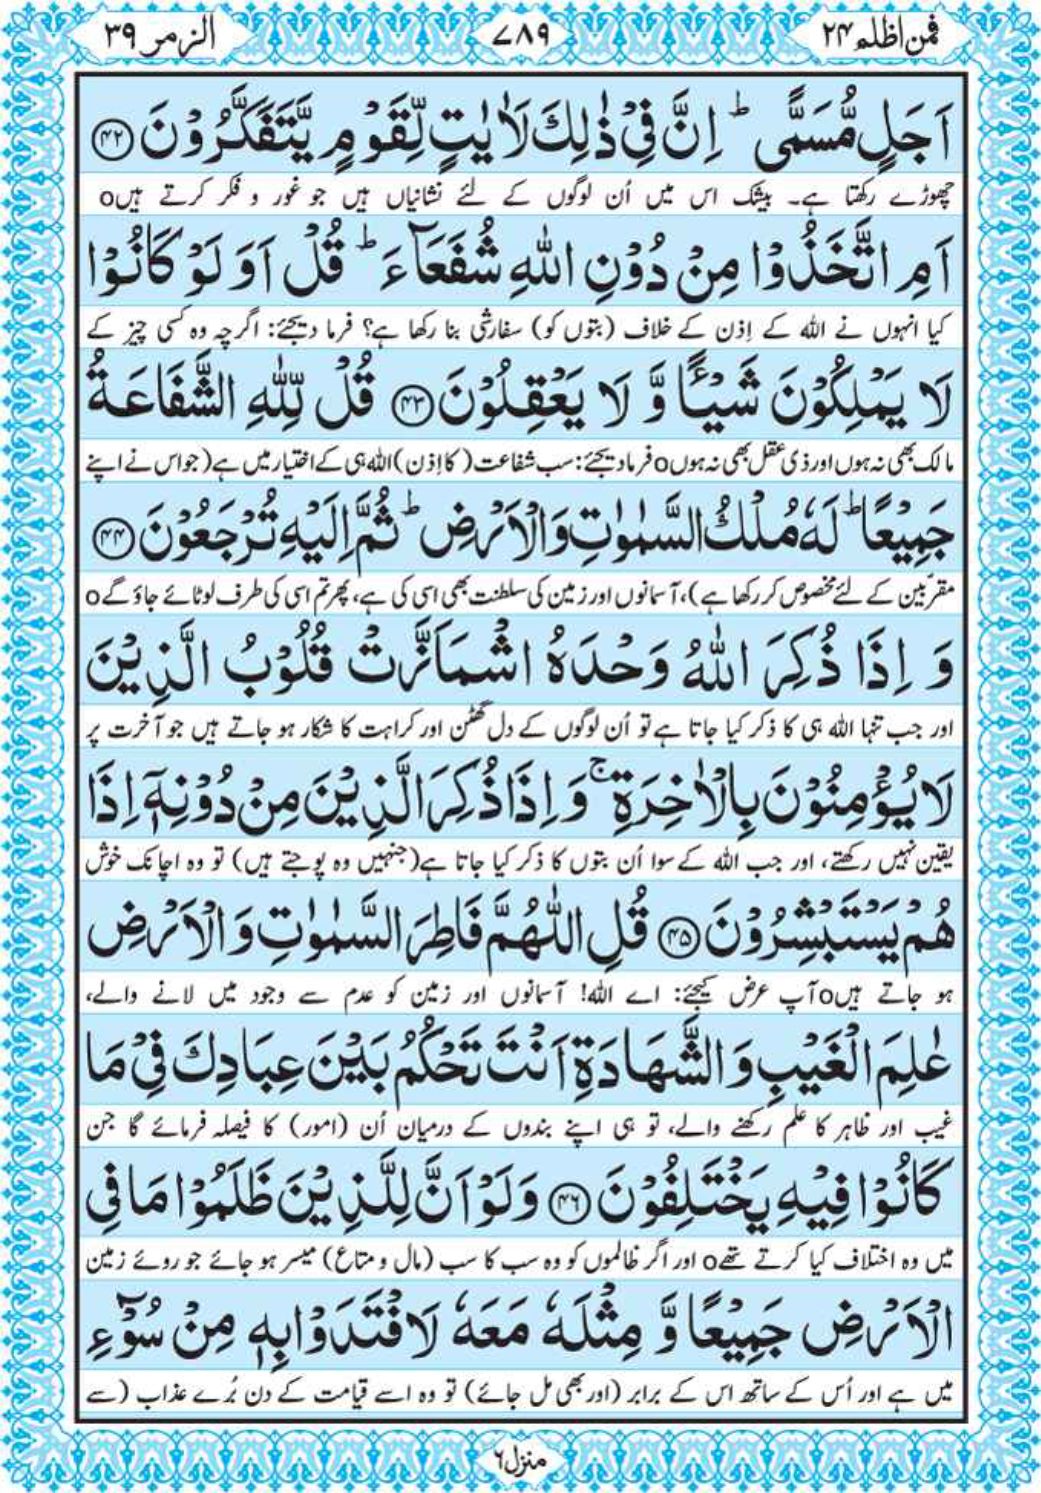 فمن اظلم ۲۴
۷۸۹
الزمر ۳۹
اَجَلٍ مُّسَمًّی ؕ اِنَّ فِیْ ذٰلِكَ لَاٰیٰتٍ لِّقَوْمٍ یَّتَفَكَّرُوْنَ ﴿۴۲﴾
چھوڑے رکھتا ہے۔ بیشک اس میں اُن لوگوں کے لئے نشانیاں ہیں جو غور و فکر کرتے ہیںo
اَمِ اتَّخَذُوْا مِنْ دُوْنِ اللّٰهِ شُفَعَآءَ ؕ قُلْ اَوَ لَوْ كَانُوْا
کیا انہوں نے اللہ کے اِذن کے خلاف (بتوں کو) سفارشی بنا رکھا ہے؟ فرما دیجئے: اگرچہ وہ کسی چیز کے
لَا یَمْلِكُوْنَ شَیْـًٔا وَّ لَا یَعْقِلُوْنَ ﴿۴۳﴾ قُلْ لِّلّٰهِ الشَّفَاعَةُ
مالک بھی نہ ہوں اور ذی عقل بھی نہ ہوںo فرما دیجئے: سب شفاعت (کا اِذن) اللہ ہی کے اختیار میں ہے (جو اس نے اپنے
جَمِیْعًا ؕ لَهٗ مُلْكُ السَّمٰوٰتِ وَ الْاَرْضِ ؕ ثُمَّ اِلَیْهِ تُرْجَعُوْنَ ﴿۴۴﴾
مقرّبین کے لئے مخصوص کر رکھا ہے)، آسمانوں اور زمین کی سلطنت بھی اسی کی ہے، پھر تم اسی کی طرف لوٹائے جاؤ گےo
وَ اِذَا ذُكِرَ اللّٰهُ وَحْدَهُ اشْمَاَزَّتْ قُلُوْبُ الَّذِیْنَ
اور جب تنہا اللہ ہی کا ذکر کیا جاتا ہے تو اُن لوگوں کے دل گھٹن اور کراہت کا شکار ہو جاتے ہیں جو آخرت پر
لَا یُؤْمِنُوْنَ بِالْاٰخِرَةِ ۚ وَ اِذَا ذُكِرَ الَّذِیْنَ مِنْ دُوْنِهٖۤ اِذَا
یقین نہیں رکھتے، اور جب اللہ کے سوا اُن بتوں کا ذکر کیا جاتا ہے (جنہیں وہ پوجتے ہیں) تو وہ اچانک خوش
هُمْ یَسْتَبْشِرُوْنَ ﴿۴۵﴾ قُلِ اللّٰهُمَّ فَاطِرَ السَّمٰوٰتِ وَ الْاَرْضِ
ہو جاتے ہیںo آپ عرض کیجئے: اے اللہ! آسمانوں اور زمین کو عدم سے وجود میں لانے والے،
عٰلِمَ الْغَیْبِ وَ الشَّهَادَةِ اَنْتَ تَحْكُمُ بَیْنَ عِبَادِكَ فِیْ مَا
غیب اور ظاہر کا علم رکھنے والے، تو ہی اپنے بندوں کے درمیان اُن (امور) کا فیصلہ فرمائے گا جن
كَانُوْا فِیْهِ یَخْتَلِفُوْنَ ﴿۴۶﴾ وَ لَوْ اَنَّ لِلَّذِیْنَ ظَلَمُوْا مَا فِی
میں وہ اختلاف کیا کرتے تھےo اور اگر ظالموں کو وہ سب کا سب (مال و متاع) میسر ہو جائے جو روئے زمین
الْاَرْضِ جَمِیْعًا وَّ مِثْلَهٗ مَعَهٗ لَافْتَدَوْا بِهٖ مِنْ سُوْٓءِ
میں ہے اور اُس کے ساتھ اس کے برابر (اور بھی مل جائے) تو وہ اسے قیامت کے دن بُرے عذاب (سے
منزل ۶